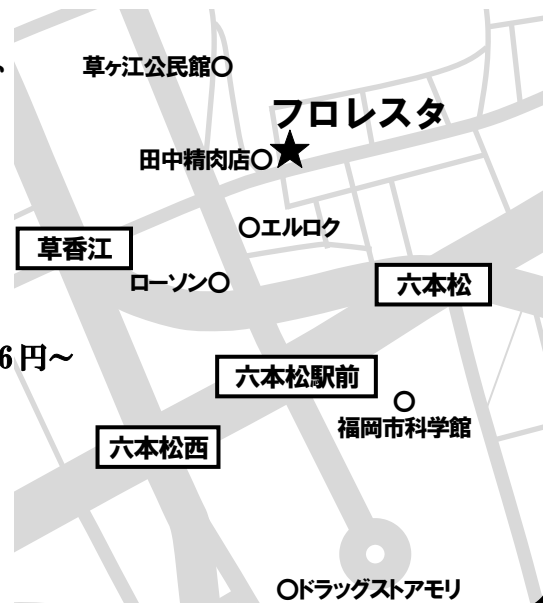 草ヶ江公民館
フロレスタ
田中精肉店
エルロク
草香江
ローソン
六本松
6円〜
六本松駅前
福岡市科学館
六本松西
ドラッグストアモリ